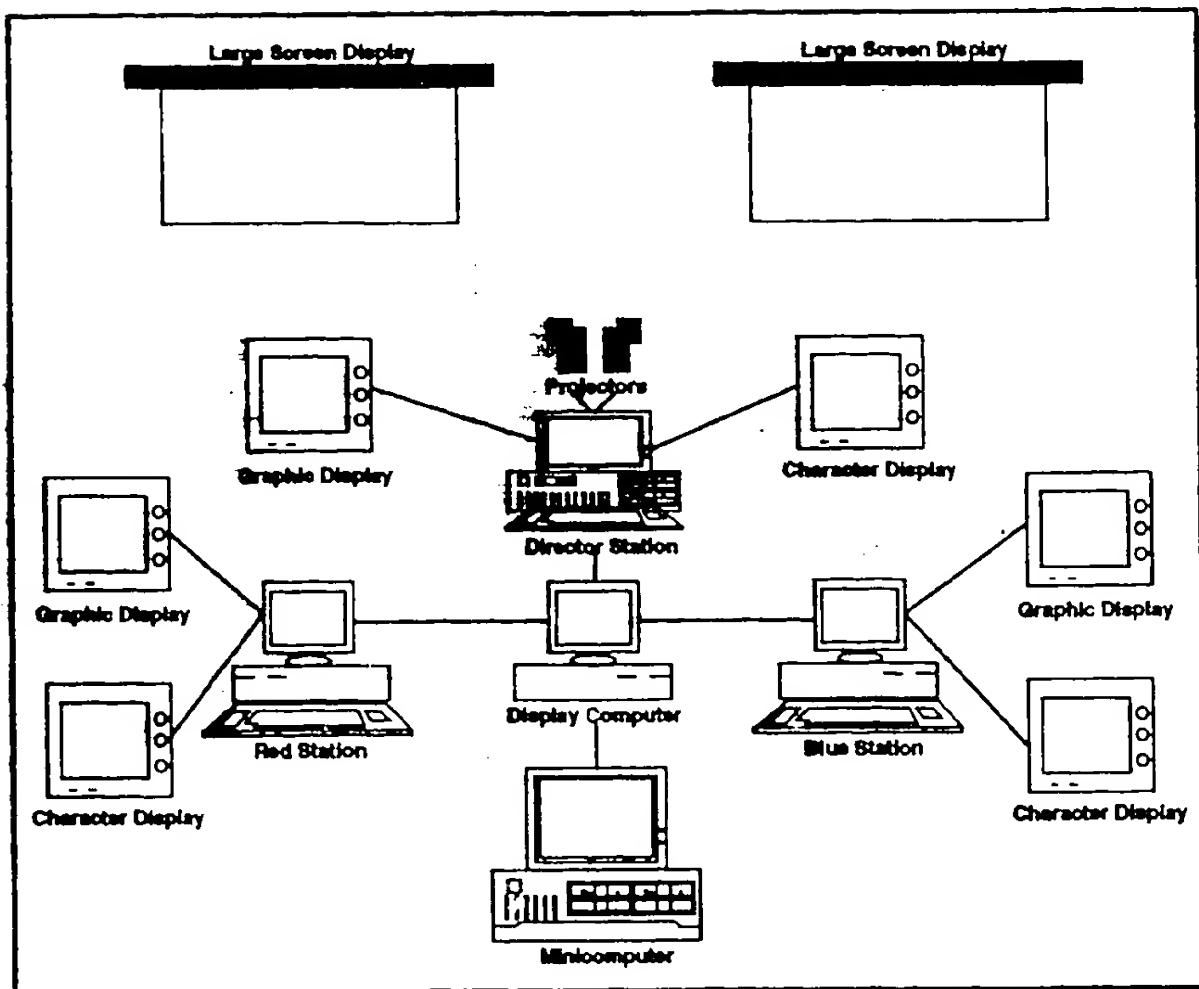 Large Screen Display
Large Screen Display
Projectors
Graphic Display
Character Display
Director Station
Graphic Display
Graphic Display
Red Station
Display Computer
Blue Station
Character Display
Character Display
Minicomputer